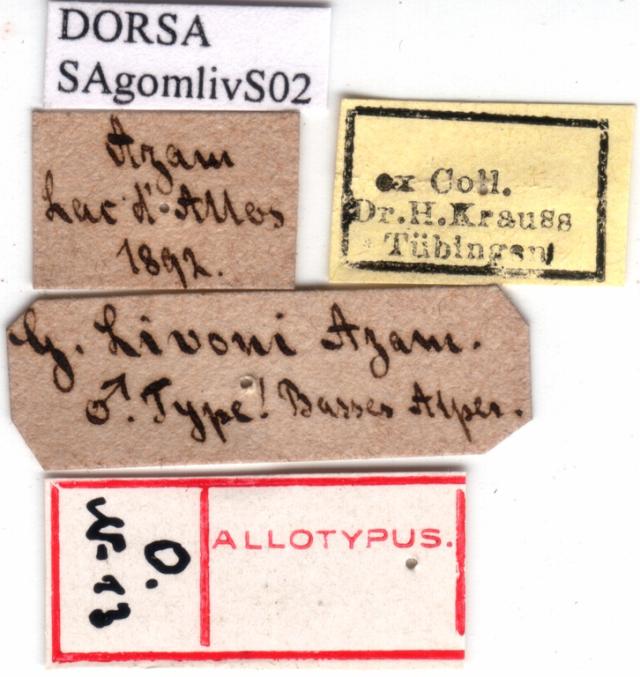 DORSA
SAgomlivS02
Azam
Lac d'Allos
1892.
ex Coll.
Dr. H. Krauss
Tübingen
G. Livoni Azam.
♂. Type! Basses Alpes.
ALLOTYPUS.
O.